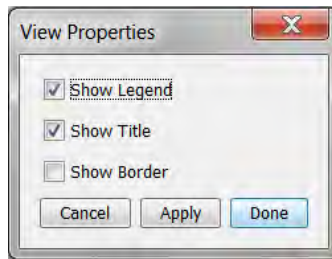 View Properties
Show Legend
Show Title
Show Border
Cancel Apply Done